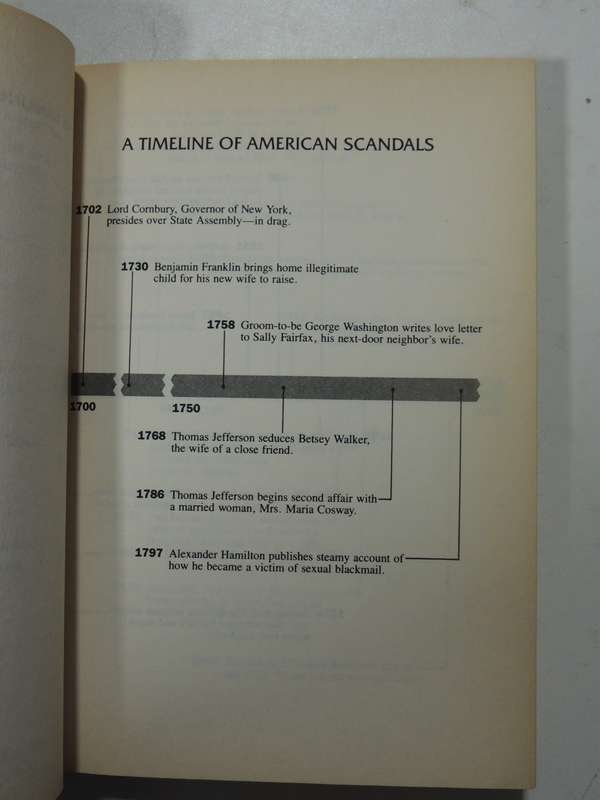 A TIMELINE OF AMERICAN SCANDALS
1702 Lord Cornbury, Governor of New York,
presides over State Assembly—in drag.
1730 Benjamin Franklin brings home illegitimate
child for his new wife to raise.
1758 Groom-to-be George Washington writes love letter
to Sally Fairfax, his next-door neighbor's wife.
1700
1750
1768 Thomas Jefferson seduces Betsey Walker,
the wife of a close friend.
1786 Thomas Jefferson begins second affair with
a married woman, Mrs. Maria Cosway.
1797 Alexander Hamilton publishes steamy account of
how he became a victim of sexual blackmail.